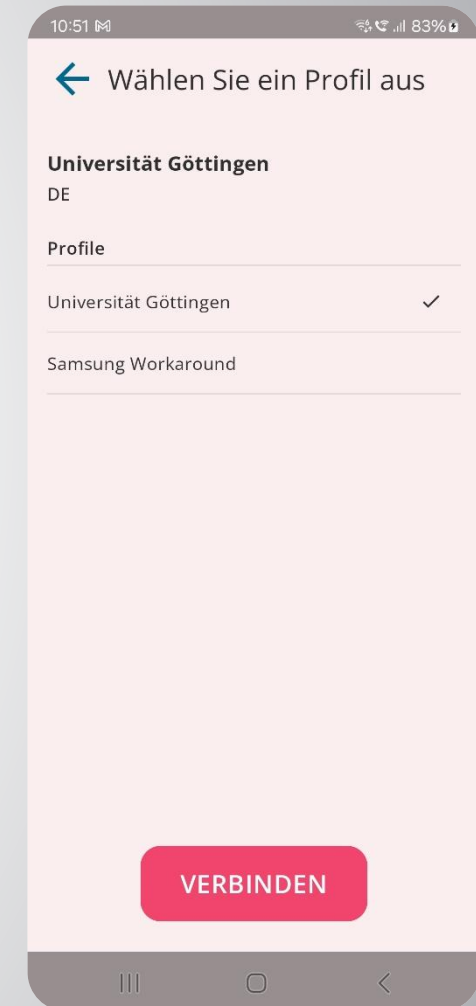 10:51 83%
Wählen Sie ein Profil aus
Universität Göttingen
DE
Profile
Universität Göttingen
Samsung Workaround
VERBINDEN